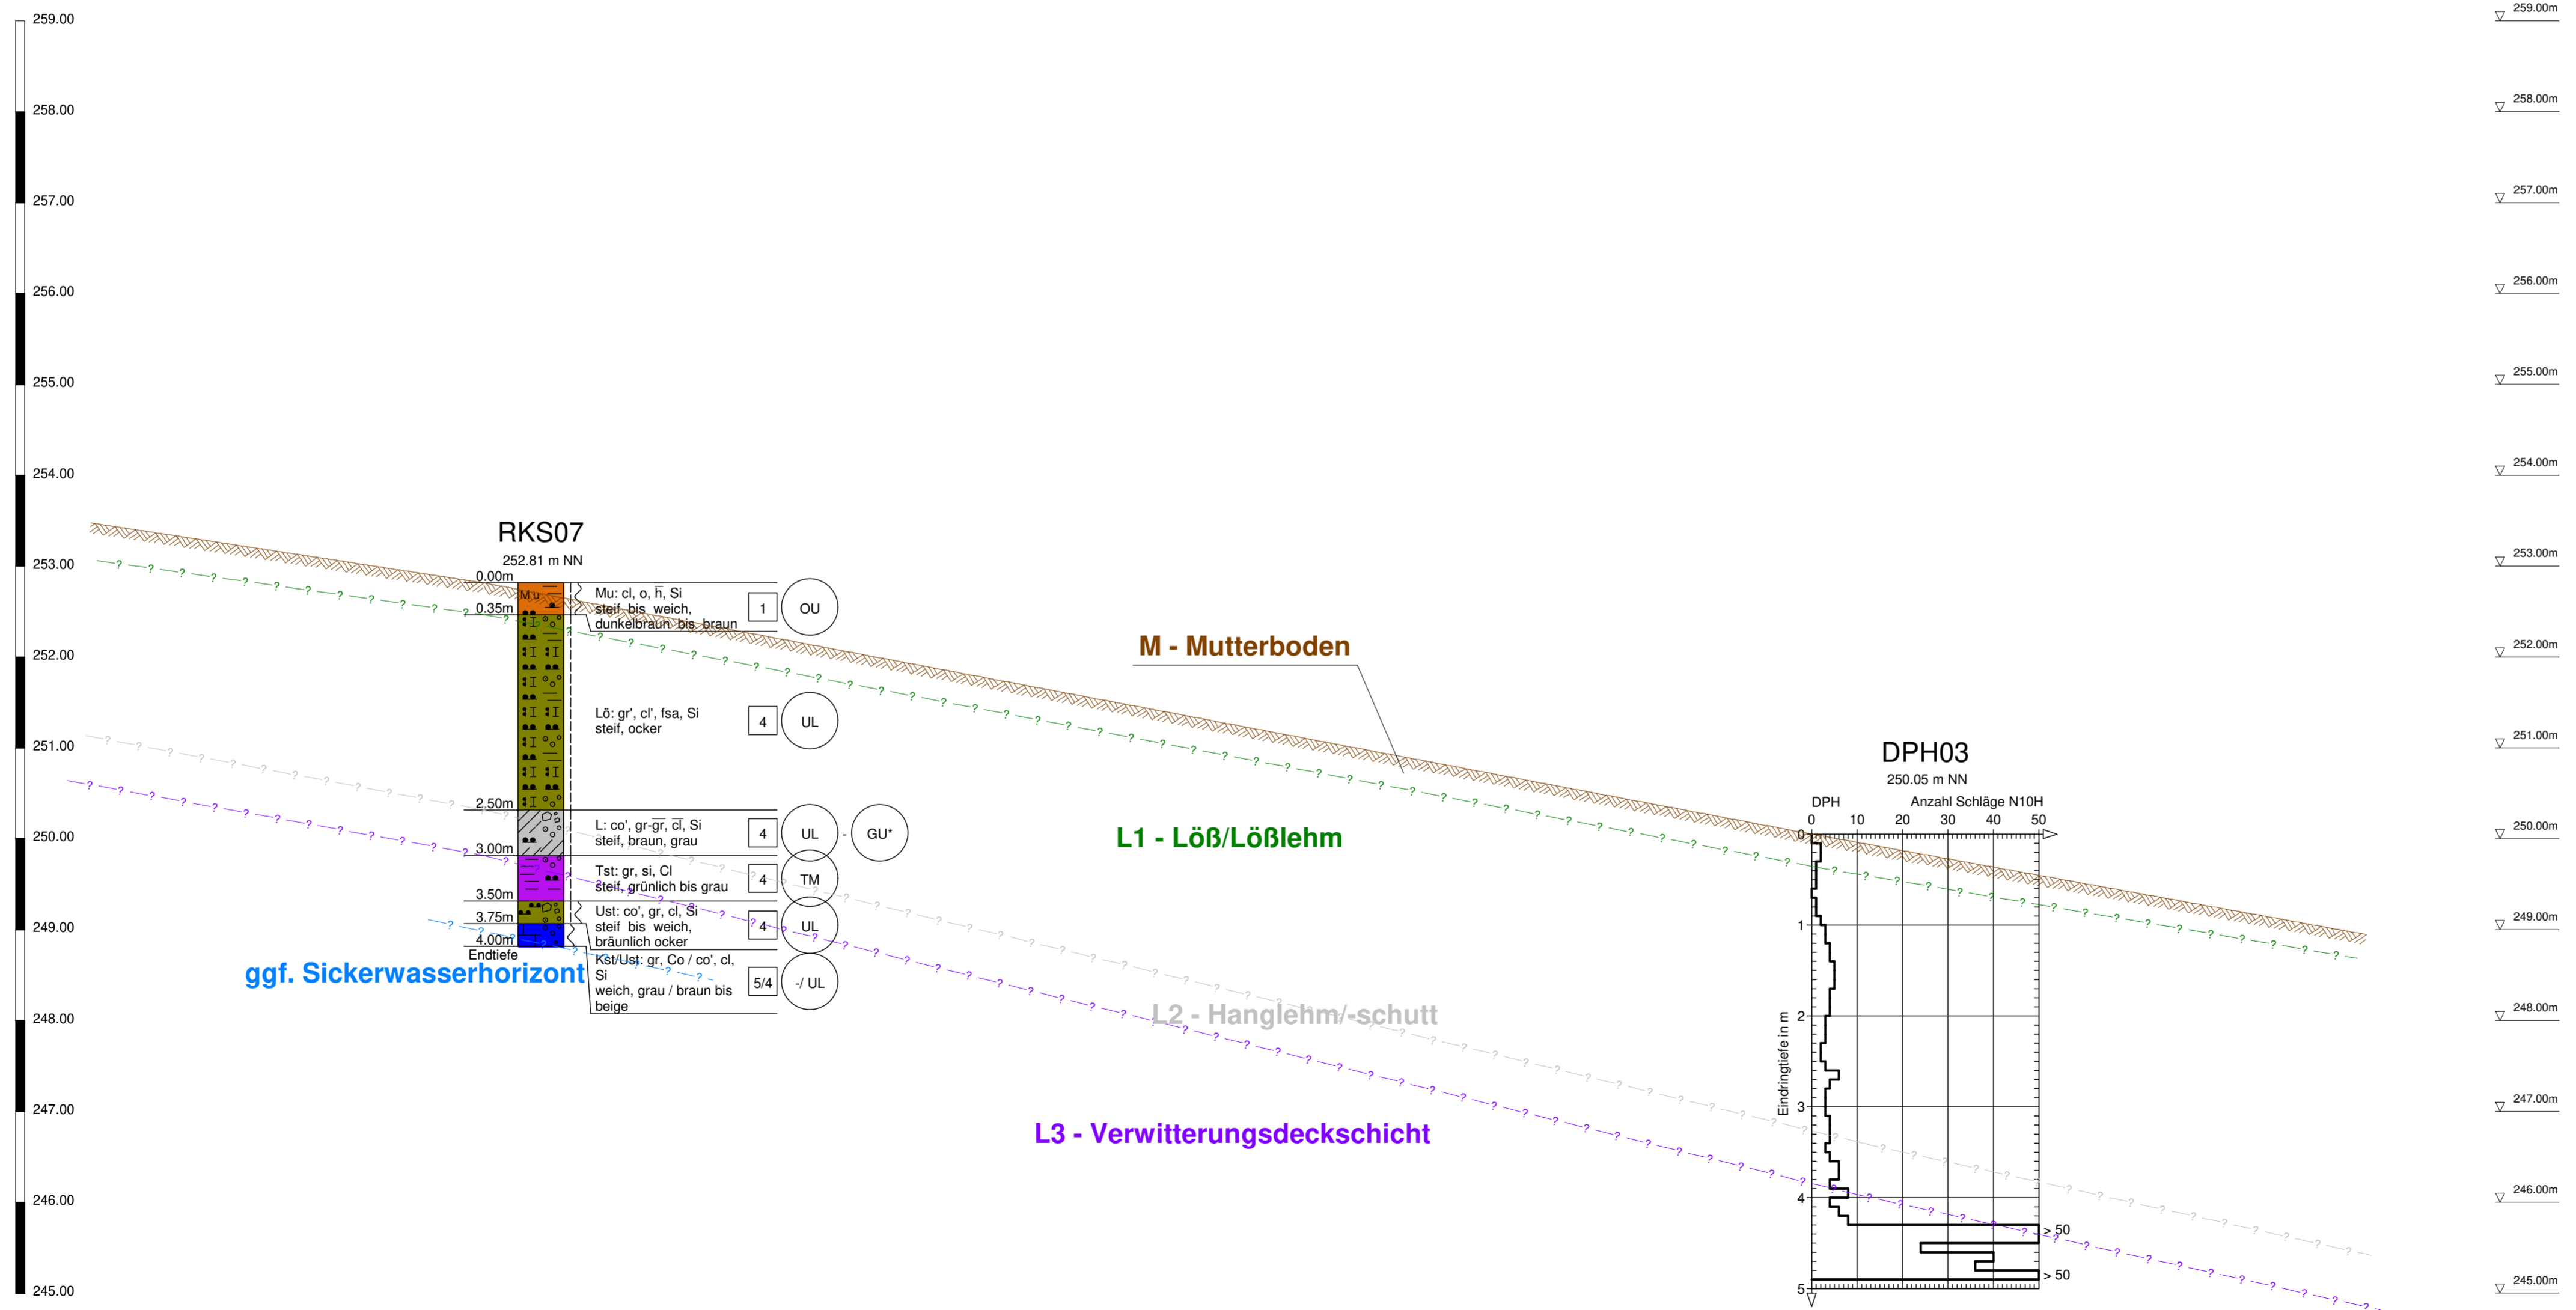 259.00
258.00
257.00
256.00
255.00
254.00
253.00
252.00
251.00
250.00
249.00
248.00
247.00
246.00
245.00
RKS07
252.81 m NN
0.00m
0.35m
2.50m
3.00m
3.50m
3.75m
4.00m
Endtiefe
Mu
Mu: cl, o, h̅, Si
steif bis weich,
dunkelbraun bis braun
1
OU
Lö: gr', cl', fsa, Si
steif, ocker
4
UL
L: co', gr-g̅r̅, c̅l̅, Si
steif, braun, grau
4
UL - GU*
Tst: gr, si, Cl
steif, grünlich bis grau
4
TM
Ust: co', gr, cl, Si
steif bis weich,
bräunlich ocker
4
UL
Kst/Ust: gr, Co / co', cl,
Si
weich, grau / braun bis
beige
5/4
-/ UL
ggf. Sickerwasserhorizont
M - Mutterboden
L1 - Löß/Lößlehm
L2 - Hanglehm/-schutt
L3 - Verwitterungsdeckschicht
DPH03
250.05 m NN
DPH Anzahl Schläge N10H
0 10 20 30 40 50
0
1
2
3
4
5
Eindringtiefe in m
> 50
> 50
259.00m
258.00m
257.00m
256.00m
255.00m
254.00m
253.00m
252.00m
251.00m
250.00m
249.00m
248.00m
247.00m
246.00m
245.00m